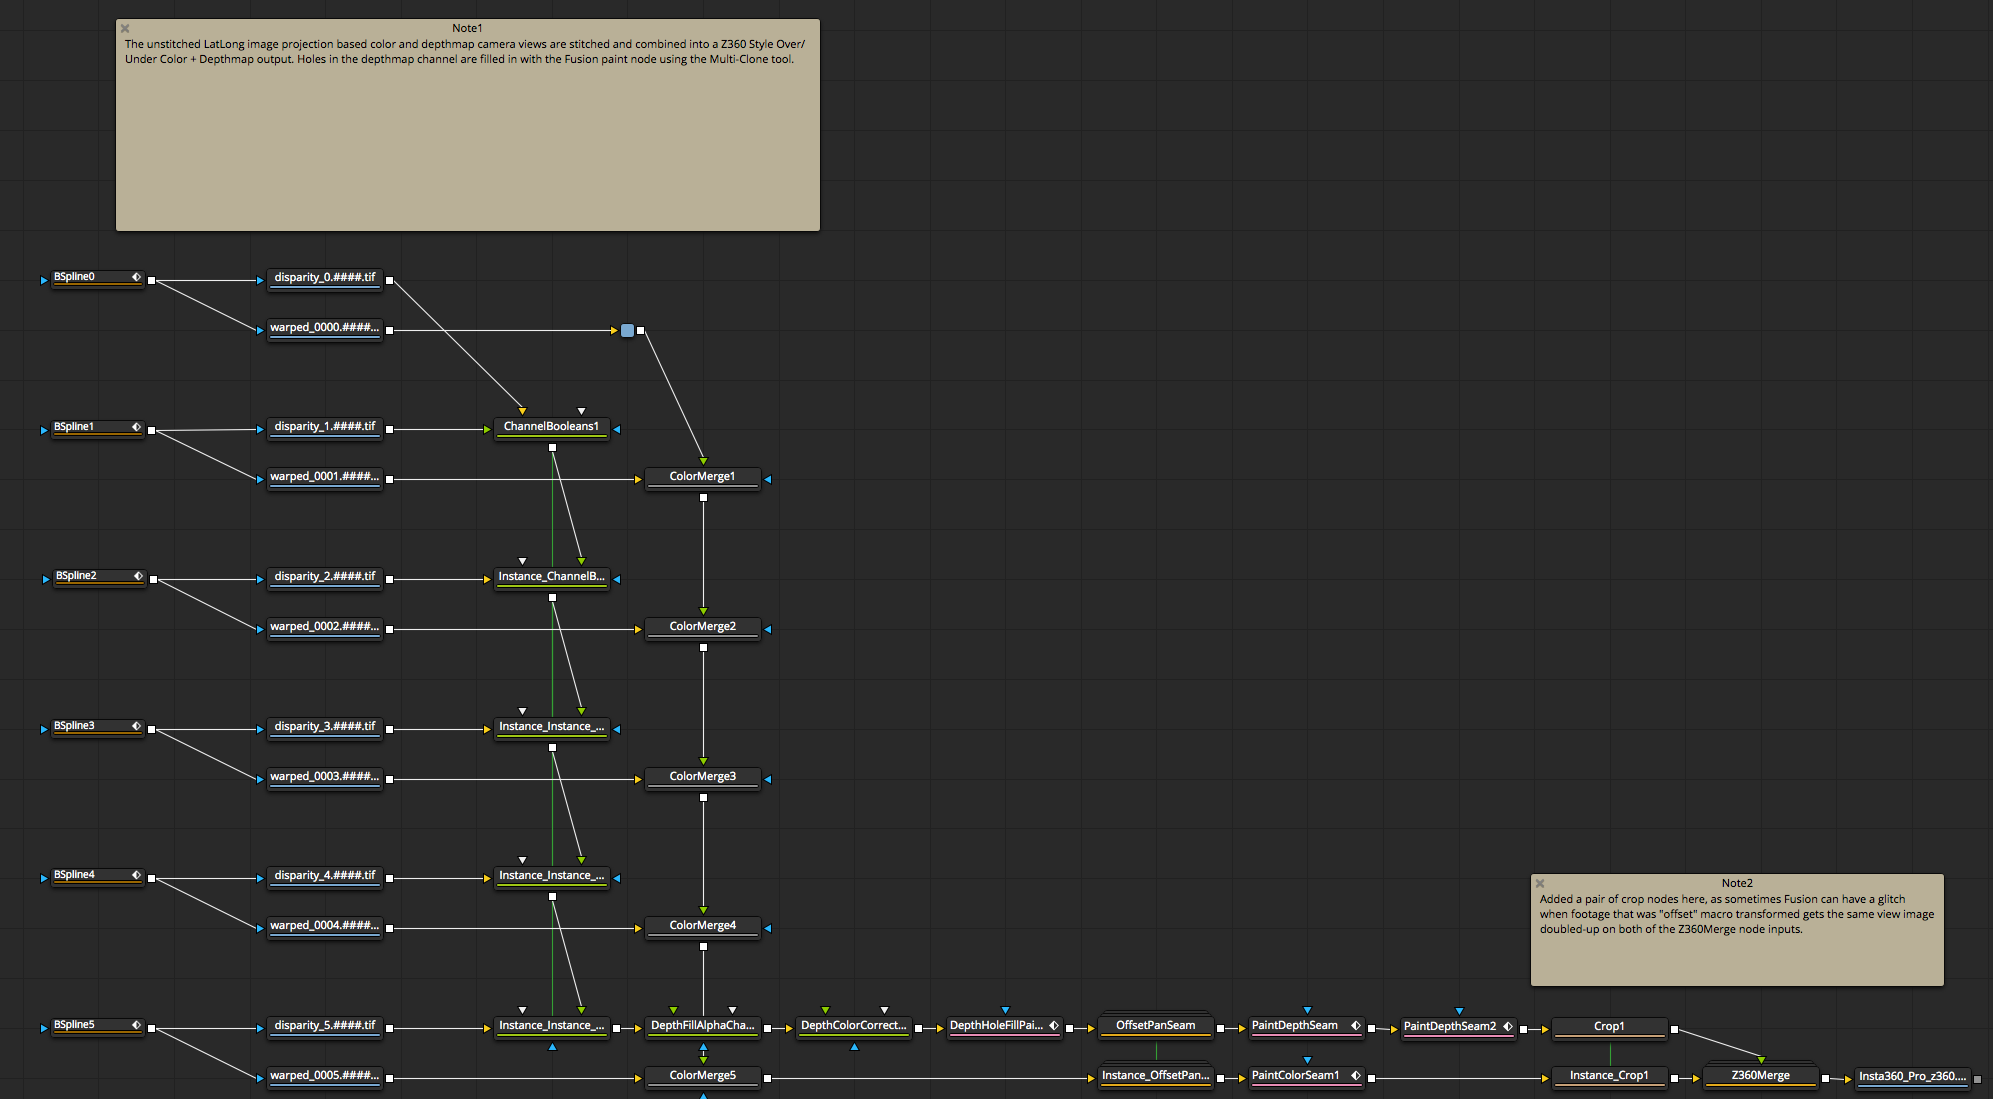 Note1
The unstitched LatLong image projection based color and depthmap camera views are stitched and combined into a Z360 Style Over/
Under Color + Depthmap output. Holes in the depthmap channel are filled in with the Fusion paint node using the Multi-Clone tool.
BSpline0
disparity_0.####.tif
warped_0000.####...
BSpline1
disparity_1.####.tif
ChannelBooleans1
warped_0001.####...
ColorMerge1
BSpline2
disparity_2.####.tif
Instance_ChannelB...
warped_0002.####...
ColorMerge2
BSpline3
disparity_3.####.tif
Instance_Instance_...
warped_0003.####...
ColorMerge3
BSpline4
disparity_4.####.tif
Instance_Instance_...
warped_0004.####...
ColorMerge4
Note2
Added a pair of crop nodes here, as sometimes Fusion can have a glitch
when footage that was "offset" macro transformed gets the same view image
doubled-up on both of the Z360Merge node inputs.
BSpline5
disparity_5.####.tif
Instance_Instance_...
DepthFillAlphaCha...
DepthColorCorrect...
DepthHoleFillPai...
OffsetPanSeam
PaintDepthSeam
PaintDepthSeam2
Crop1
warped_0005.####...
ColorMerge5
Instance_OffsetPan...
PaintColorSeam1
Instance_Crop1
Z360Merge
Insta360_Pro_z360....